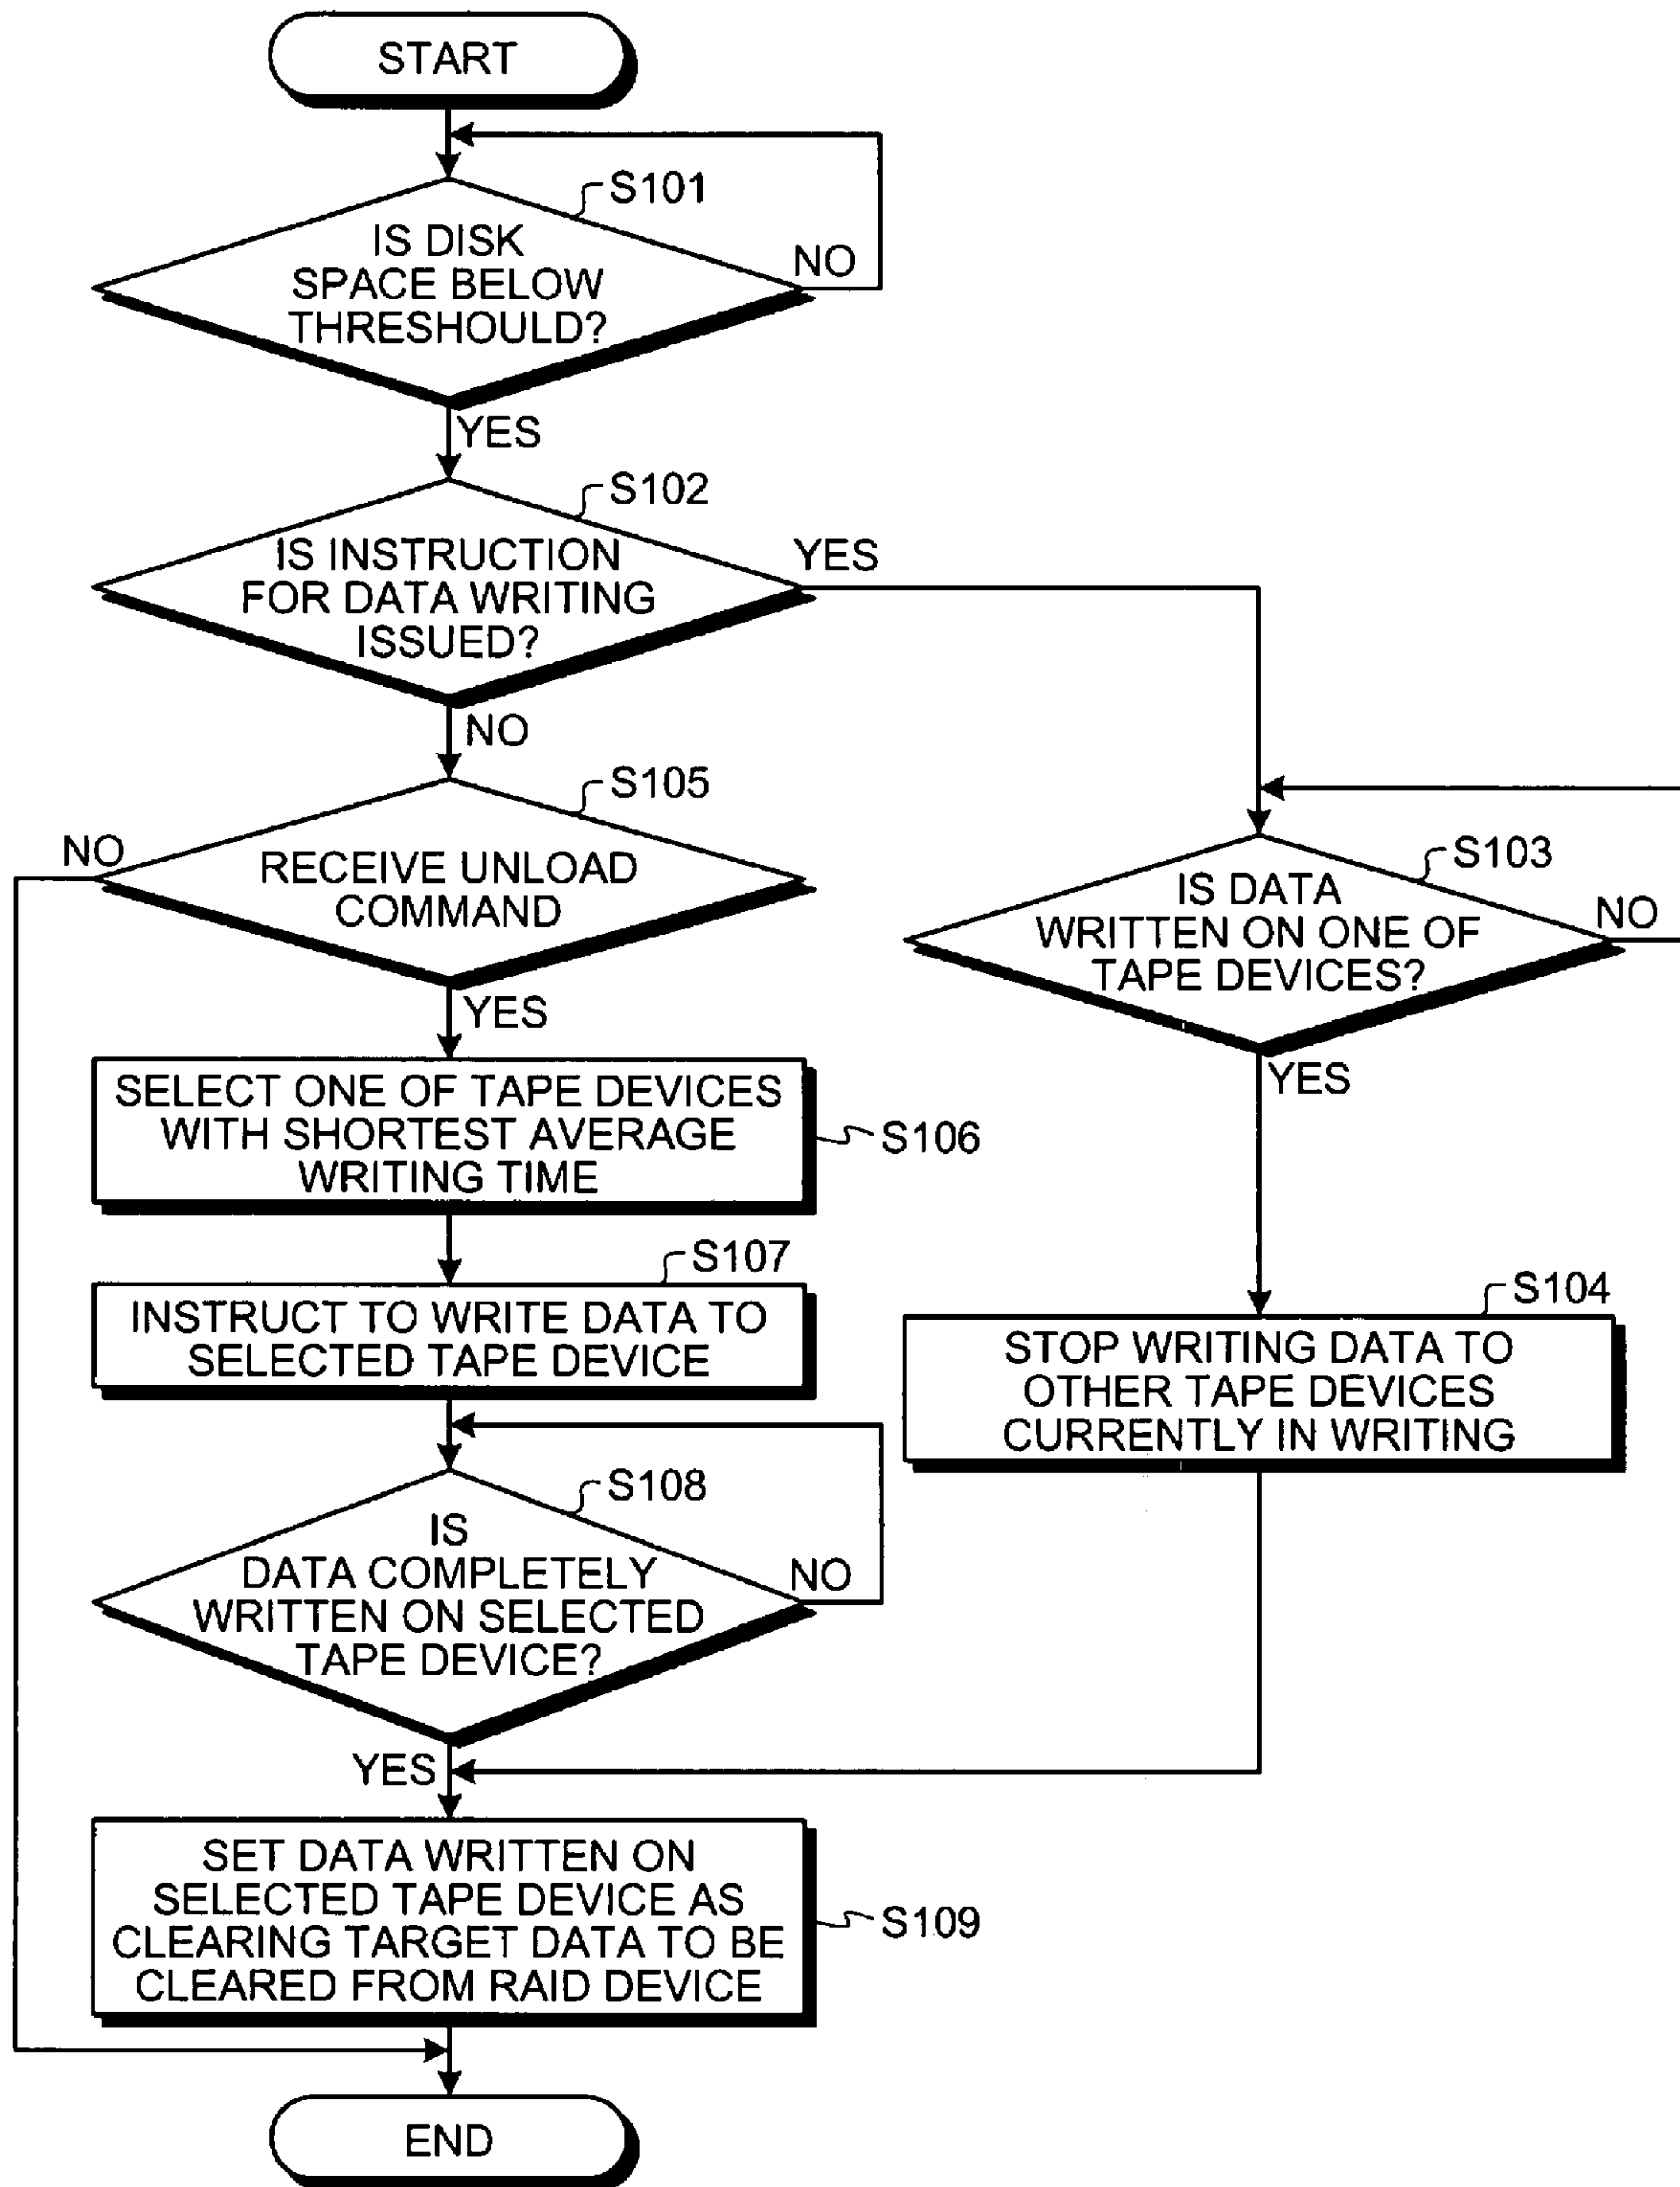 START
S101
IS DISK
SPACE BELOW
THRESHOULD?
NO
YES
S102
IS INSTRUCTION
FOR DATA WRITING
ISSUED?
YES
NO
S105
NO
RECEIVE UNLOAD
COMMAND
YES
S103
IS DATA
WRITTEN ON ONE OF
TAPE DEVICES?
NO
YES
SELECT ONE OF TAPE DEVICES
WITH SHORTEST AVERAGE
WRITING TIME
S106
S107
INSTRUCT TO WRITE DATA TO
SELECTED TAPE DEVICE
S104
STOP WRITING DATA TO
OTHER TAPE DEVICES
CURRENTLY IN WRITING
S108
IS
DATA COMPLETELY
WRITTEN ON SELECTED
TAPE DEVICE?
NO
YES
SET DATA WRITTEN ON
SELECTED TAPE DEVICE AS
CLEARING TARGET DATA TO BE
CLEARED FROM RAID DEVICE
S109
END